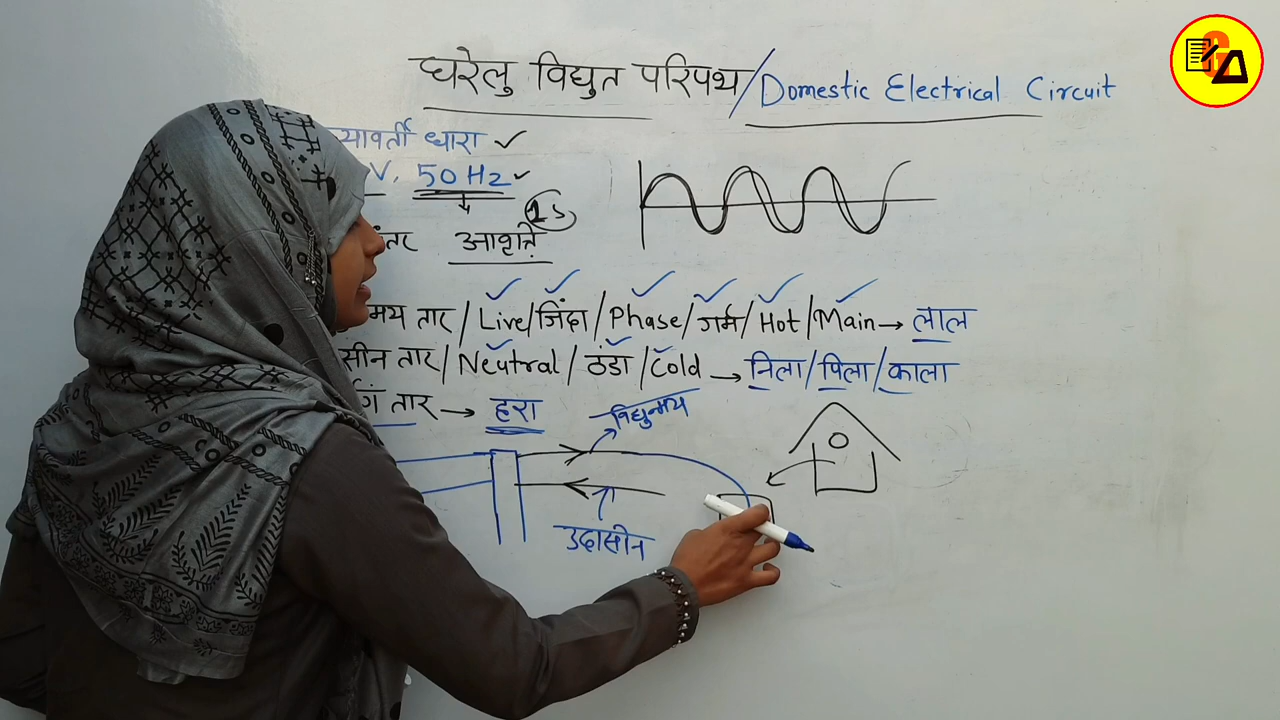 घरेलु विद्युत परिपथ/Domestic Electrical Circuit
यावर्ती धारा ✓
V, 50 Hz ✓
1s
ंतर आवृति
मय तार/Live/जिंदा/Phase/गर्म/Hot/Main→ लाल
सीन तार/Neutral/ठंडा/Cold → निला/पिला/काला
तार → हरा
विद्युन्मय
उदासीन